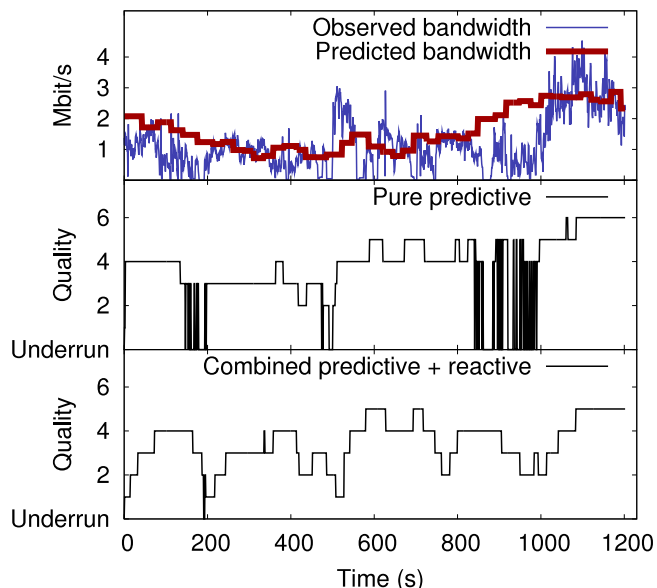 Observed bandwidth
Predicted bandwidth
Mbit/s
4
3
2
1
Pure predictive
Quality
6
4
2
Underrun
Combined predictive + reactive
Quality
6
4
2
Underrun
0 200 400 600 800 1000 1200
Time (s)